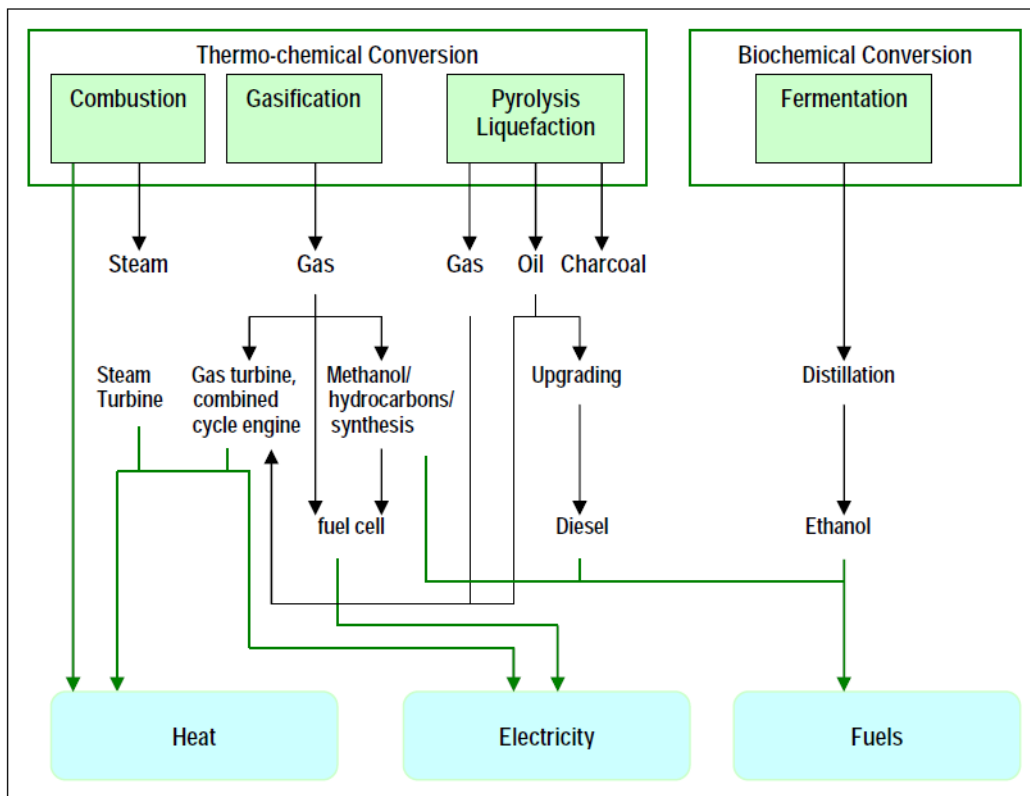 Thermo-chemical Conversion
Biochemical Conversion
Combustion
Gasification
Pyrolysis
Liquefaction
Fermentation
Steam
Gas
Gas
Oil
Charcoal
Steam
Turbine
Gas turbine,
combined
cycle engine
Methanol/
hydrocarbons/
synthesis
Upgrading
Distillation
fuel cell
Diesel
Ethanol
Heat
Electricity
Fuels